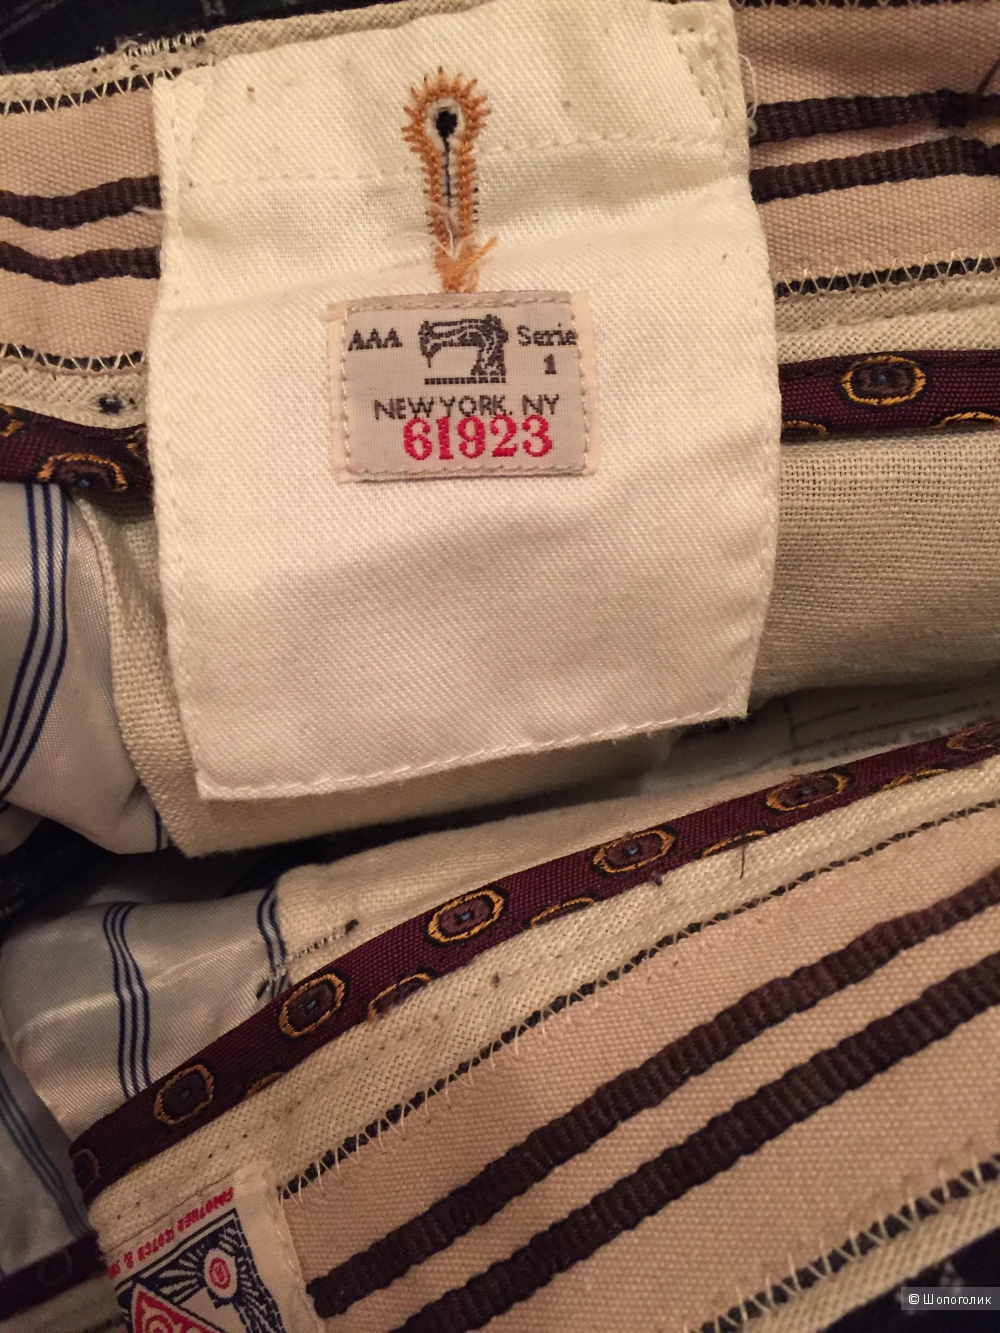 AAA Serie
1
NEW YORK. NY
61923
© Шопоголик